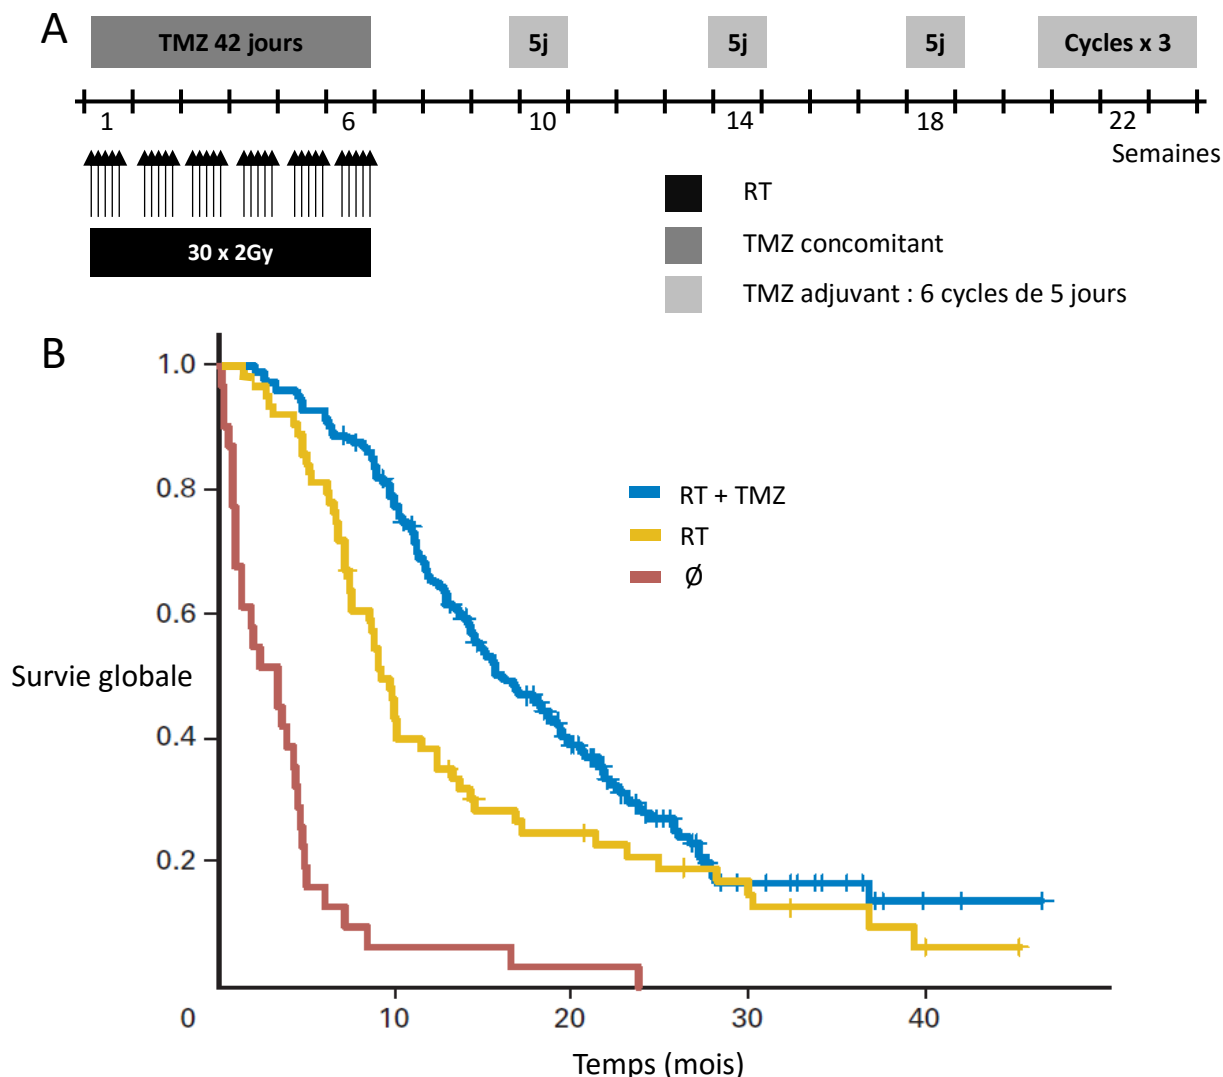 A
TMZ 42 jours
5j
5j
5j
Cycles x 3
1
6
10
14
18
22
Semaines
30 x 2Gy
RT
TMZ concomitant
TMZ adjuvant : 6 cycles de 5 jours
B
1.0
0.8
0.6
0.4
0.2
0
Survie globale
RT + TMZ
RT
Ø
10
20
30
40
Temps (mois)